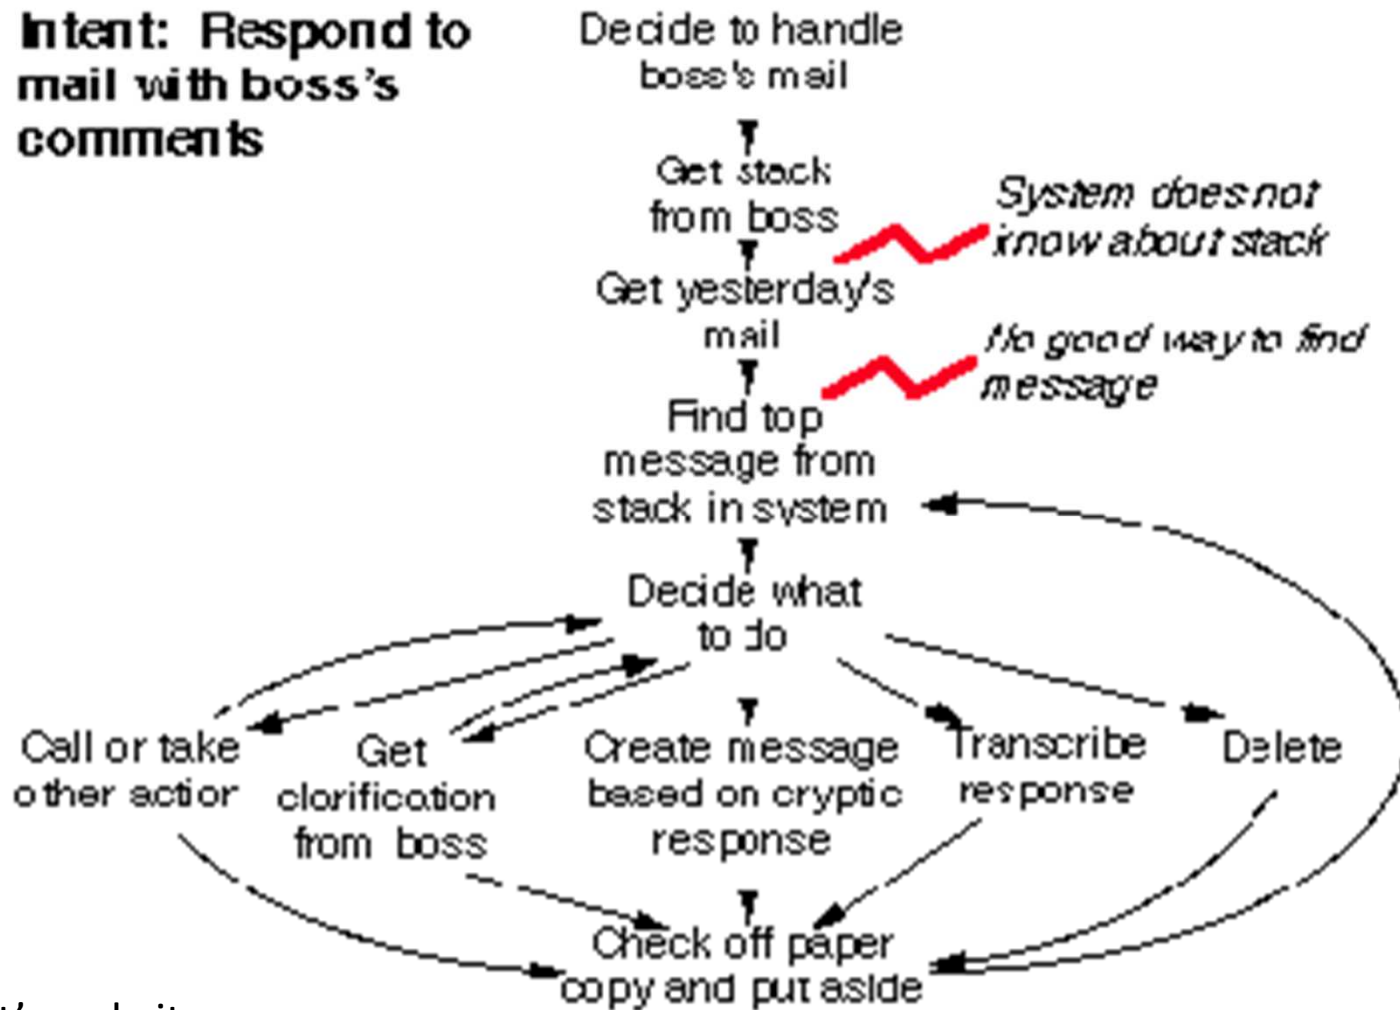 Intent: Respond to
mail with boss's
comments
Decide to handle
boss's mail
Get stack
from boss
System does not
know about stack
Get yesterday's
mail
No good way to find
message
Find top
message from
stack in system
Decide what
to do
Call or take
other action
Get
clarification
from boss
Create message
based on cryptic
response
Transcribe
response
Delete
Check off paper
copy and put aside